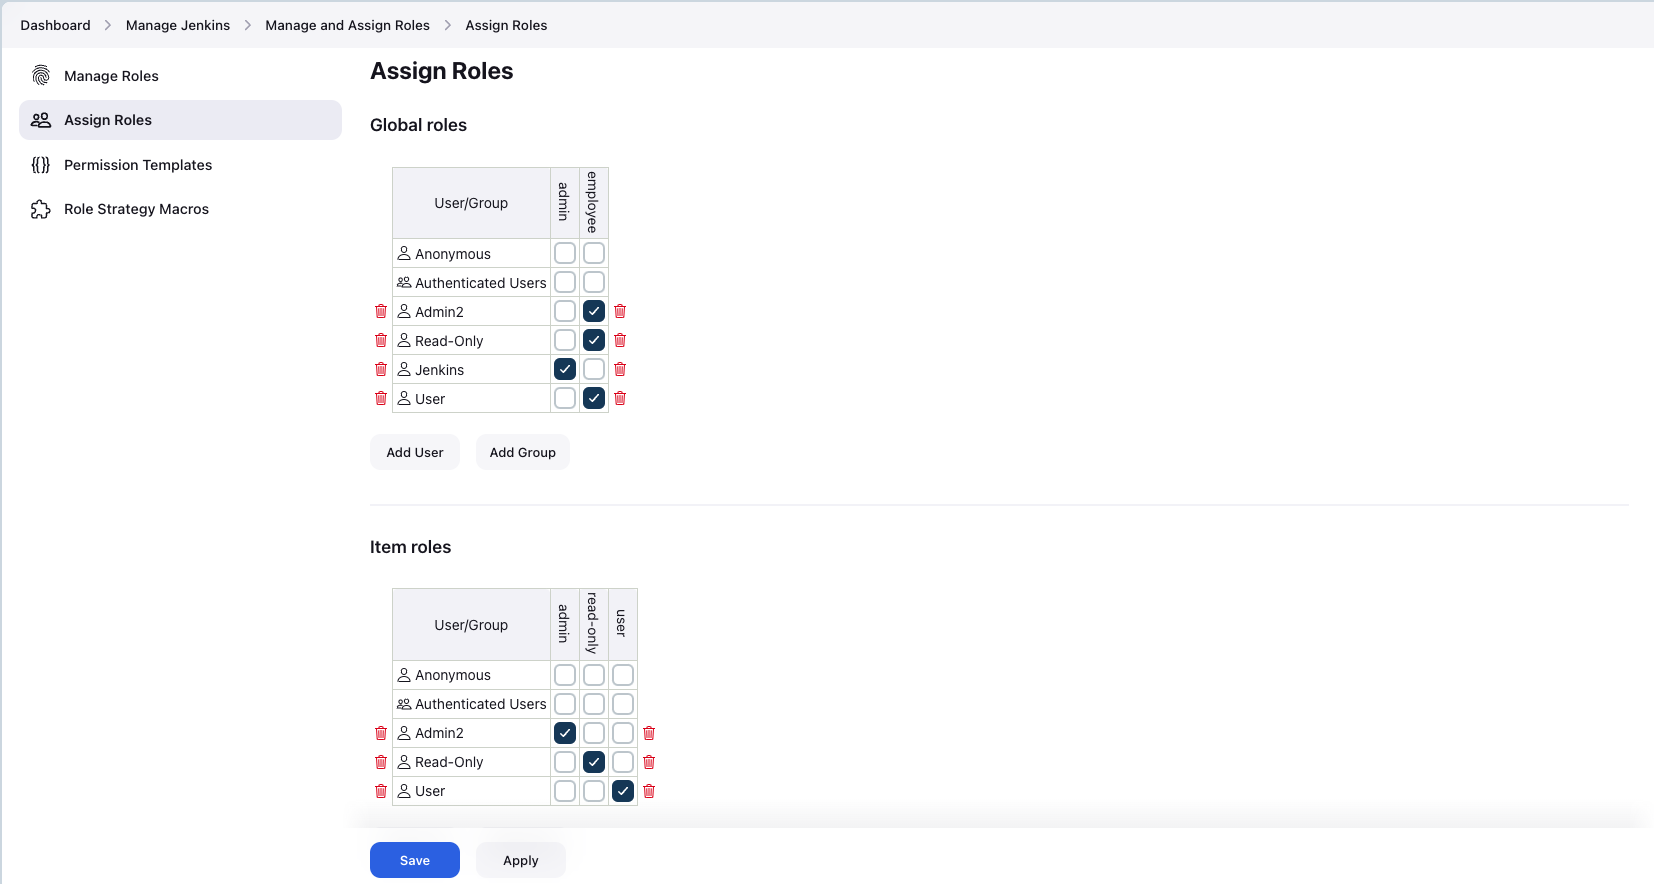 Dashboard > Manage Jenkins > Manage and Assign Roles > Assign Roles
Manage Roles
Assign Roles
Permission Templates
Role Strategy Macros
Assign Roles
Global roles
User/Group admin employee
Anonymous
Authenticated Users
Admin2
Read-Only
Jenkins
User
Add User Add Group
Item roles
User/Group admin read-only user
Anonymous
Authenticated Users
Admin2
Read-Only
User
Save Apply